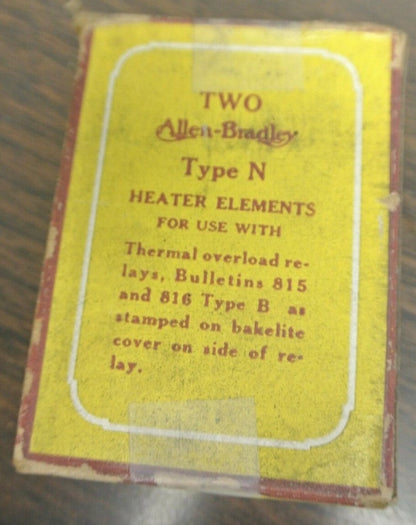 TWO
Allen-Bradley
Type N
HEATER ELEMENTS
FOR USE WITH
Thermal overload re-
lays, Bulletins 815
and 816 Type B as
stamped on bakelite
cover on side of re-
lay.